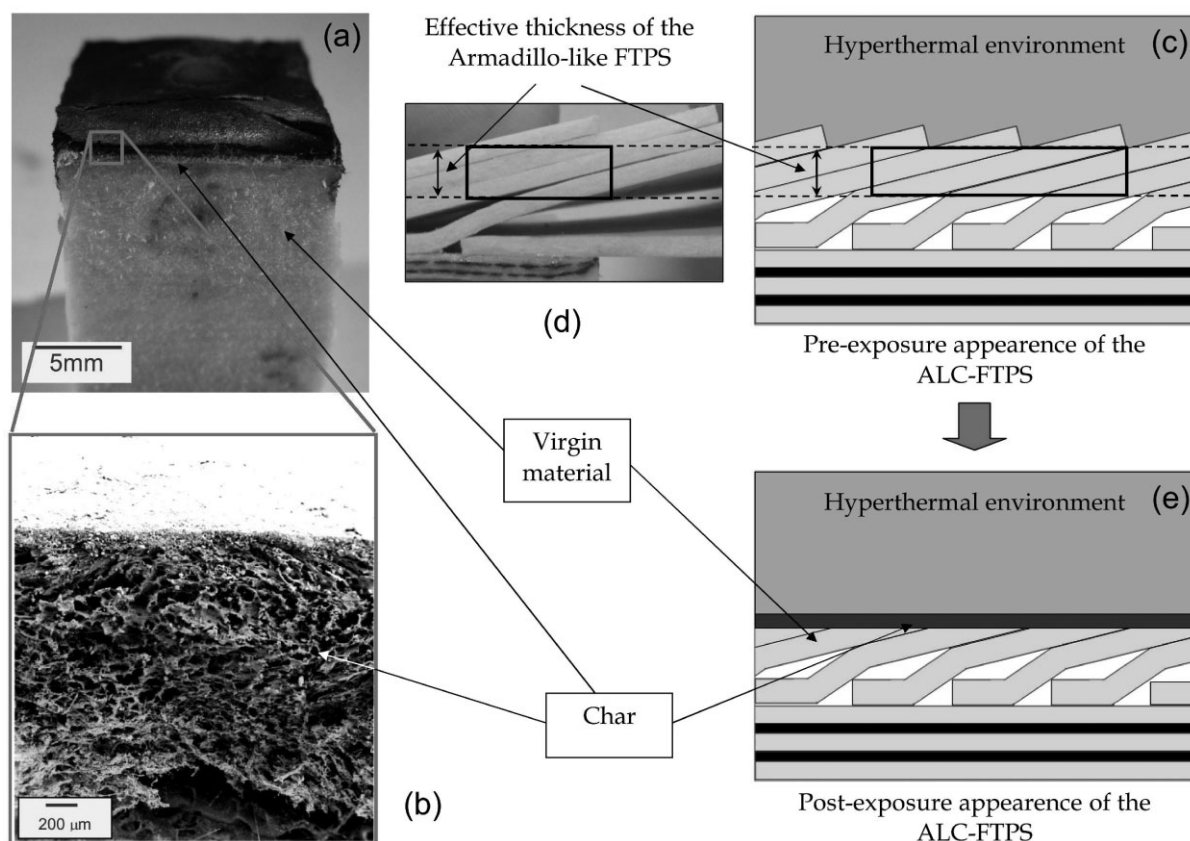 (a)
5mm
Effective thickness of the
Armadillo-like FTPS
(d)
Hyperthermal environment
(c)
Pre-exposure appearence of the
ALC-FTPS
Virgin
material
Char
200 μm
(b)
Hyperthermal environment
(e)
Post-exposure appearence of the
ALC-FTPS